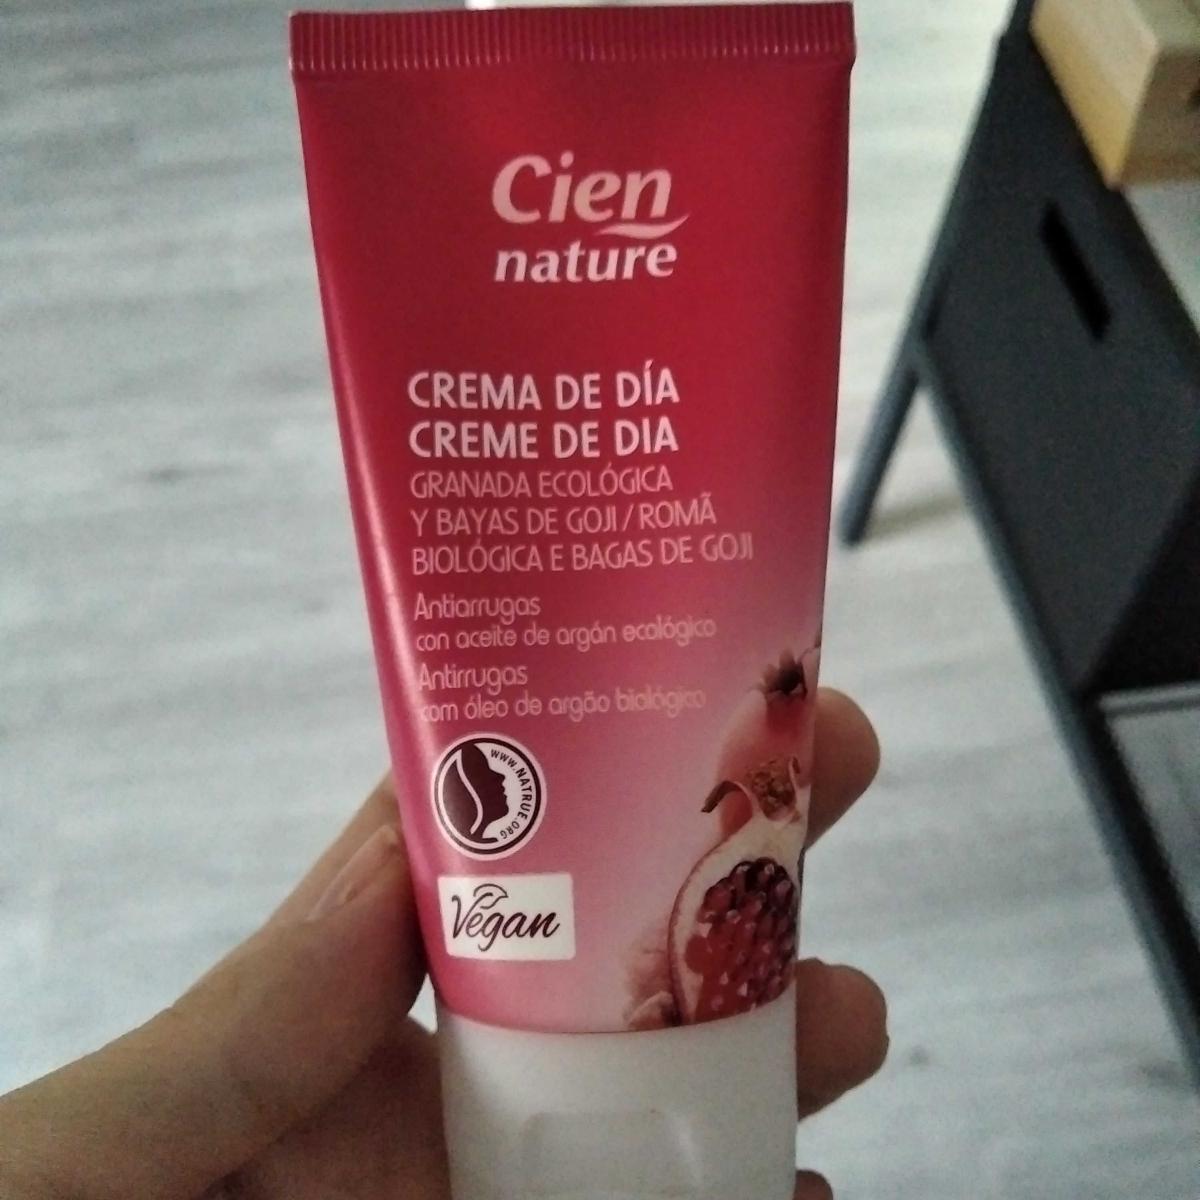 Cien
nature
CREMA DE DÍA
CREME DE DIA
GRANADA ECOLÓGICA
Y BAYAS DE GOJI / ROMÃ
BIOLÓGICA E BAGAS DE GOJI
Antiarrugas
con aceite de argán ecológico
Antirrugas
com óleo de argão biológico
WWW.NATRUE.ORG
Vegan